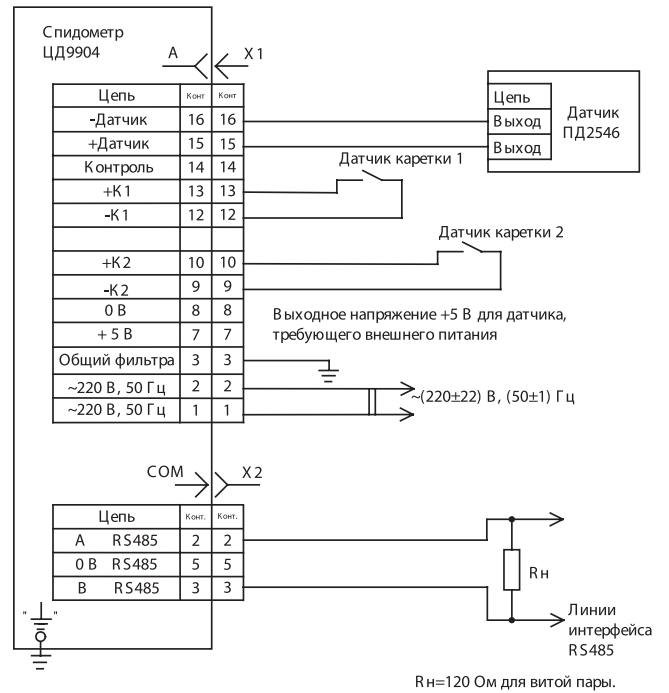 Спидометр
ЦД9904
А
Х1
Цепь Конт Конт
-Датчик 16 16
+Датчик 15 15
Контроль 14 14
+К1 13 13
-К1 12 12
+К2 10 10
-К2 9 9
0 В 8 8
+ 5 В 7 7
Общий фильтра 3 3
~220 В, 50 Гц 2 2
~220 В, 50 Гц 1 1
Цепь
Выход
Выход
Датчик
ПД2546
Датчик каретки 1
Датчик каретки 2
Выходное напряжение +5 В для датчика,
требующего внешнего питания
~(220±22) В, (50±1) Гц
СОМ
Х2
Цепь Конт. Конт.
А RS485 2 2
0 В RS485 5 5
В RS485 3 3
" "
Rн
Линии
интерфейса
RS485
Rн=120 Ом для витой пары.